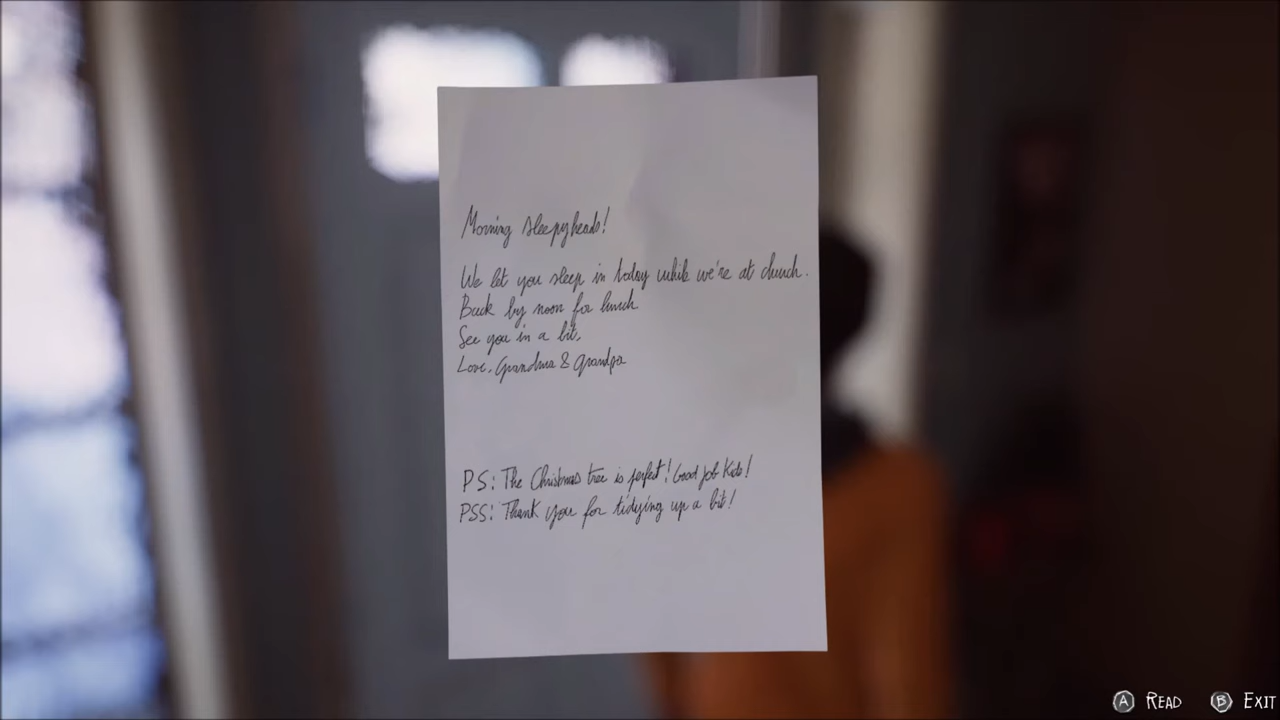 Morning sleepyheads!
We let you sleep in today while we're at church.
Back by noon for lunch
See you in a bit,
Love, Grandma & Grandpa
PS: The Christmas tree is perfect! Good job Kids!
PSS: Thank you for tidying up a bit!
A READ B EXIT